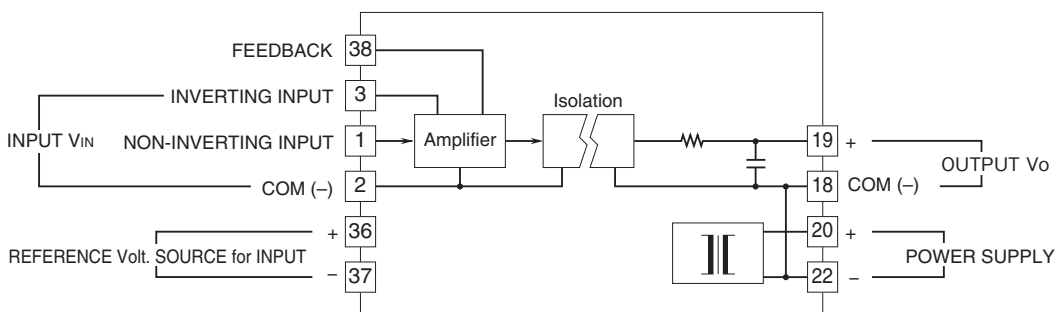 FEEDBACK 38
INVERTING INPUT 3
Isolation
INPUT VIN
NON-INVERTING INPUT 1
Amplifier
19 +
OUTPUT Vo
COM (–) 2
18 COM (–)
+ 36
20 +
REFERENCE Volt. SOURCE for INPUT
POWER SUPPLY
– 37
22 –